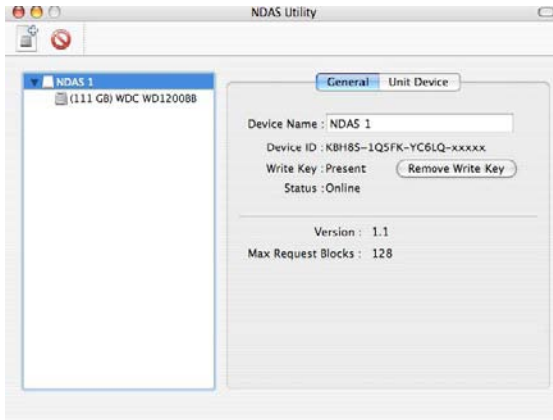 NDAS Utility
NDAS 1
(111 GB) WDC WD1200BB
General Unit Device
Device Name : NDAS 1
Device ID : KBH8S-1Q5FK-YC6LQ-xxxxx
Write Key : Present Remove Write Key
Status : Online
Version : 1.1
Max Request Blocks : 128